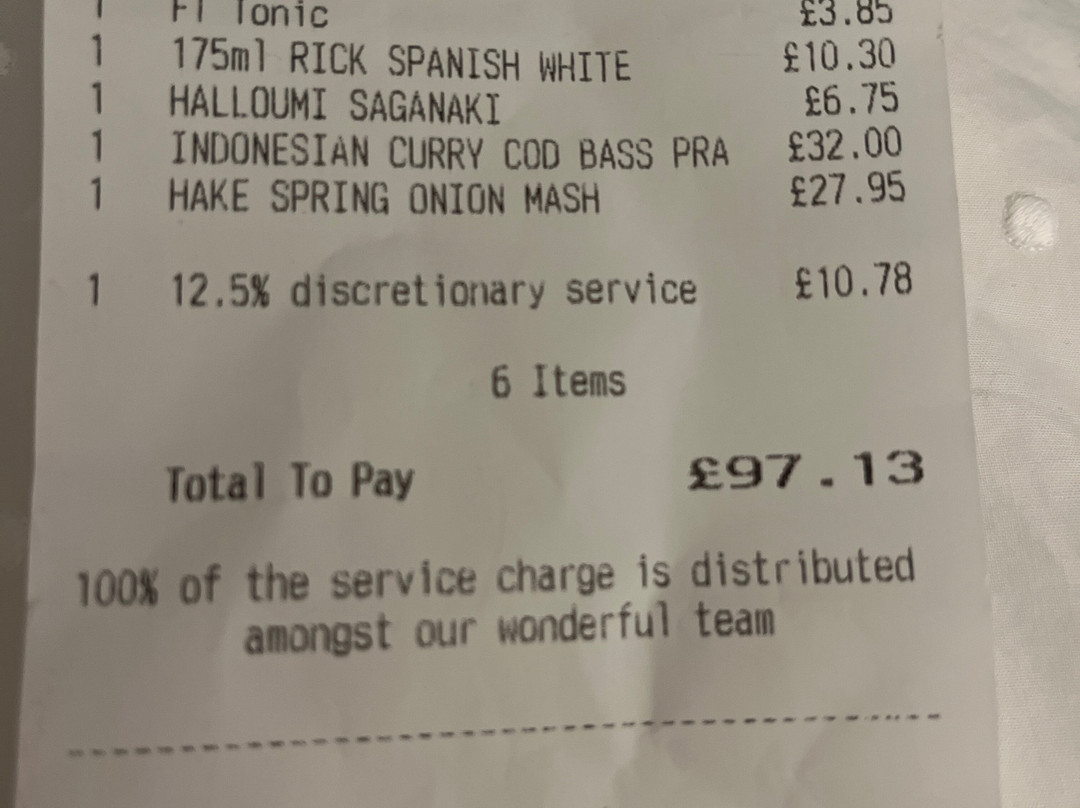 1 FT Tonic £3.85
1 175ml RICK SPANISH WHITE £10.30
1 HALLOUMI SAGANAKI £6.75
1 INDONESIAN CURRY COD BASS PRA £32.00
1 HAKE SPRING ONION MASH £27.95
1 12.5% discretionary service £10.78
6 Items
Total To Pay £97.13
100% of the service charge is distributed
amongst our wonderful team